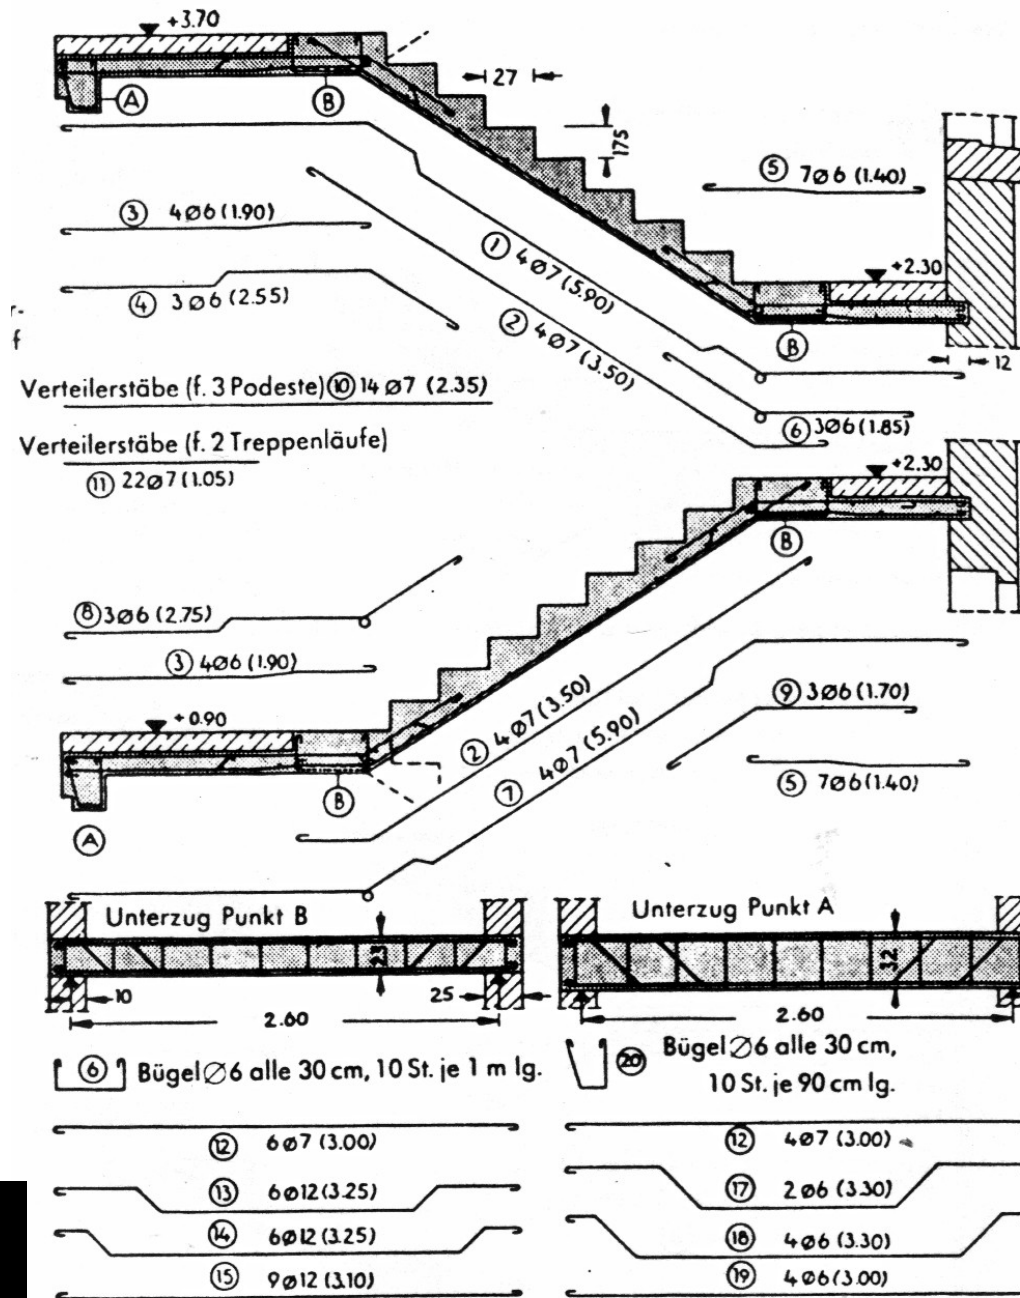 +3.70
27
175
A
B
5 7Ø6 (1.40)
3 4Ø6 (1.90)
1 4Ø7 (5.90)
+2.30
4 3Ø6 (2.55)
2 4Ø7 (3.50)
B
12
r-
f
Verteilerstäbe (f. 3 Podeste) 10 14Ø7 (2.35)
6 3Ø6 (1.85)
Verteilerstäbe (f. 2 Treppenläufe)
11 22Ø7 (1.05)
+2.30
B
8 3Ø6 (2.75)
3 4Ø6 (1.90)
9 3Ø6 (1.70)
+0.90
2 4Ø7 (3.50)
7 4Ø7 (5.90)
5 7Ø6 (1.40)
B
A
Unterzug Punkt B
23
10
25
2.60
6 Bügel Ø6 alle 30 cm, 10 St. je 1 m lg.
12 6Ø7 (3.00)
13 6Ø12 (3.25)
14 6Ø12 (3.25)
15 9Ø12 (3.10)
Unterzug Punkt A
32
2.60
20 Bügel Ø6 alle 30 cm,
10 St. je 90 cm lg.
12 4Ø7 (3.00)
17 2Ø6 (3.30)
18 4Ø6 (3.30)
19 4Ø6 (3.00)